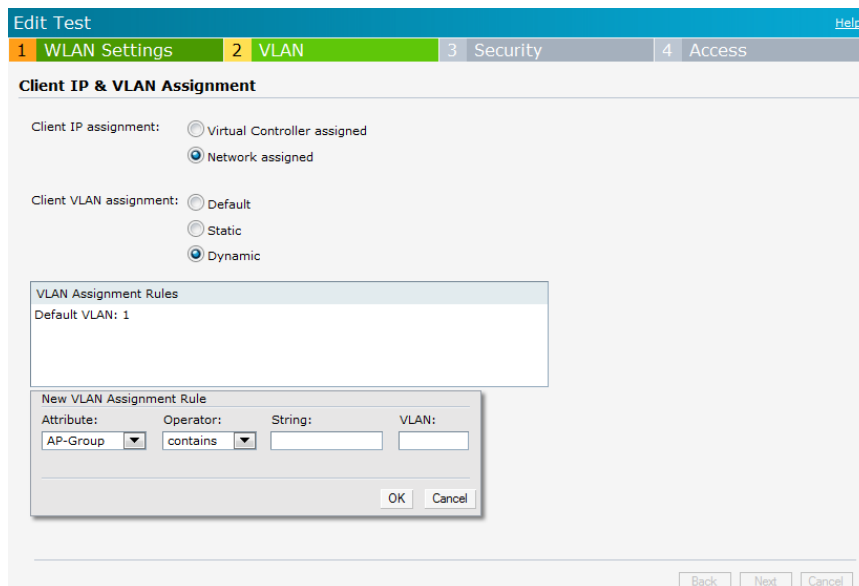 Edit Test Help
1 WLAN Settings 2 VLAN 3 Security 4 Access
Client IP & VLAN Assignment
Client IP assignment: Virtual Controller assigned
Network assigned
Client VLAN assignment: Default
Static
Dynamic
VLAN Assignment Rules
Default VLAN: 1
New VLAN Assignment Rule
Attribute: Operator: String: VLAN:
AP-Group contains
OK Cancel
Back Next Cancel